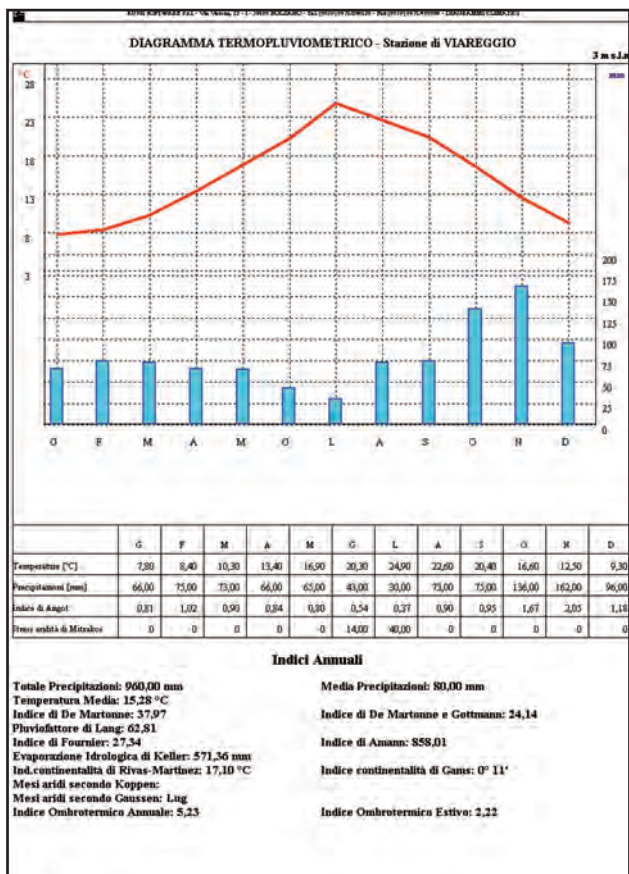 DIAGRAMMA TERMOPLUVIOMETRICO - Stazione di VIAREGGIO
3 m s.l.m
°C
mm
28
23
18
13
8
3
200
175
150
125
100
75
50
25
0
G F M A M G L A S O N D
G F M A M G L A S O N D
Temperature [°C] 7,80 8,40 10,30 13,40 16,90 20,30 24,90 22,60 20,40 16,60 12,50 9,30
Precipitazioni [mm] 66,00 75,00 73,00 66,00 65,00 43,00 30,00 73,00 75,00 136,00 162,00 96,00
Indici di Angot 0,81 1,02 0,90 0,84 0,80 0,54 0,37 0,90 0,95 1,67 2,05 1,18
Stress aridità di Mitrakos 0 0 0 0 0 14,00 40,00 0 0 0 0 0
Indici Annuali
Totale Precipitazioni: 960,00 mm Media Precipitazioni: 80,00 mm
Temperatura Media: 15,28 °C
Indice di De Martonne: 37,97 Indice di De Martonne e Gottmann: 24,14
Pluviofattore di Lang: 62,81
Indice di Fournier: 27,34 Indice di Amann: 858,01
Evaporazione Idrologica di Keller: 571,36 mm
Ind.continentalità di Rivas-Martinez: 17,10 °C Indice continentalità di Gams: 0° 11'
Mesi aridi secondo Koppen:
Mesi aridi secondo Gaussen: Lug
Indice Ombrotermico Annuale: 5,23 Indice Ombrotermico Estivo: 2,22